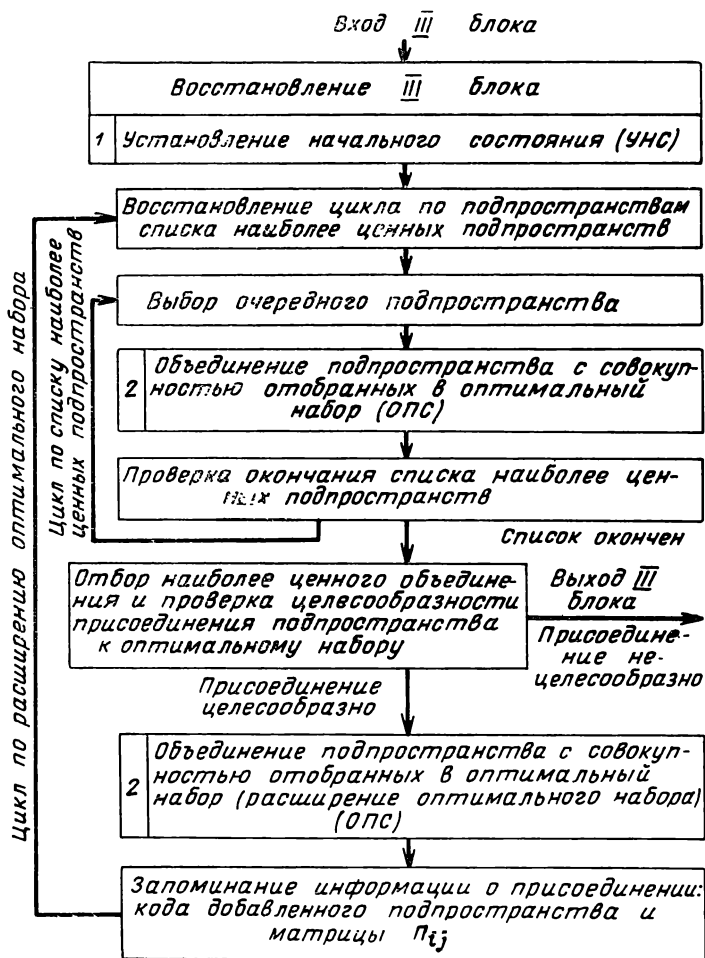 Вход III блока
Восстановление III блока
1 Установление начального состояния (УНС)
Восстановление цикла по подпространствам
списка наиболее ценных подпространств
Выбор очередного подпространства
2 Объединение подпространства с совокуп-
ностью отобранных в оптимальный
набор (ОПС)
Проверка окончания списка наиболее цен-
ных подпространств
Список окончен
Цикл по списку наиболее
ценных подпространств
Цикл по расширению оптимального набора
Отбор наиболее ценного объедине-
ния и проверка целесообразности
присоединения подпространства
к оптимальному набору
Выход III
блока
Присоедине-
ние не-
целесообразно
Присоединение
целесообразно
2 Объединение подпространства с совокуп-
ностью отобранных в оптимальный
набор (расширение оптимального набора)
(ОПС)
Запоминание информации о присоединении:
кода добавленного подпространства и
матрицы Пij